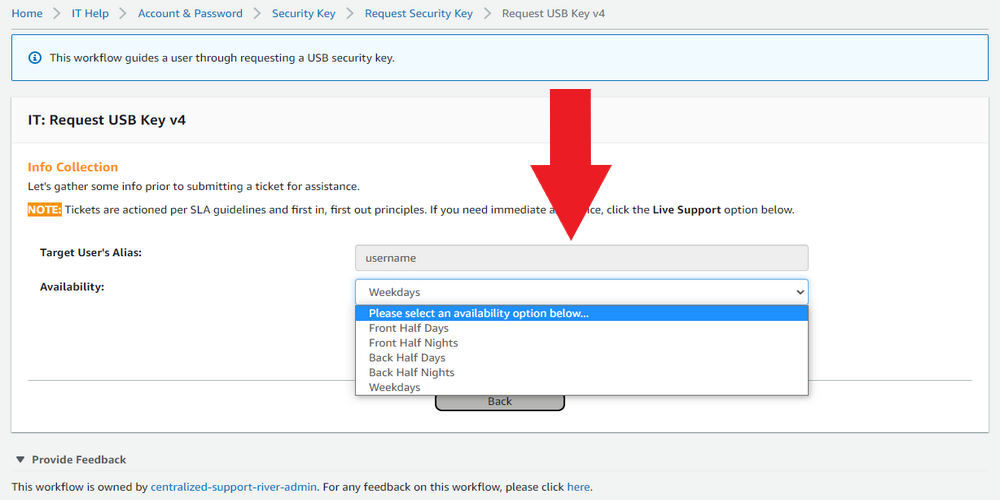 Home > IT Help > Account & Password > Security Key > Request Security Key > Request USB Key v4
This workflow guides a user through requesting a USB security key.
IT: Request USB Key v4
Info Collection
Let's gather some info prior to submitting a ticket for assistance.
NOTE: Tickets are actioned per SLA guidelines and first in, first out principles. If you need immediate a ce, click the Live Support option below.
Target User's Alias:
username
Availability:
Weekdays
Please select an availability option below...
Front Half Days
Front Half Nights
Back Half Days
Back Half Nights
Weekdays
Back
Provide Feedback
This workflow is owned by centralized-support-river-admin. For any feedback on this workflow, please click here.